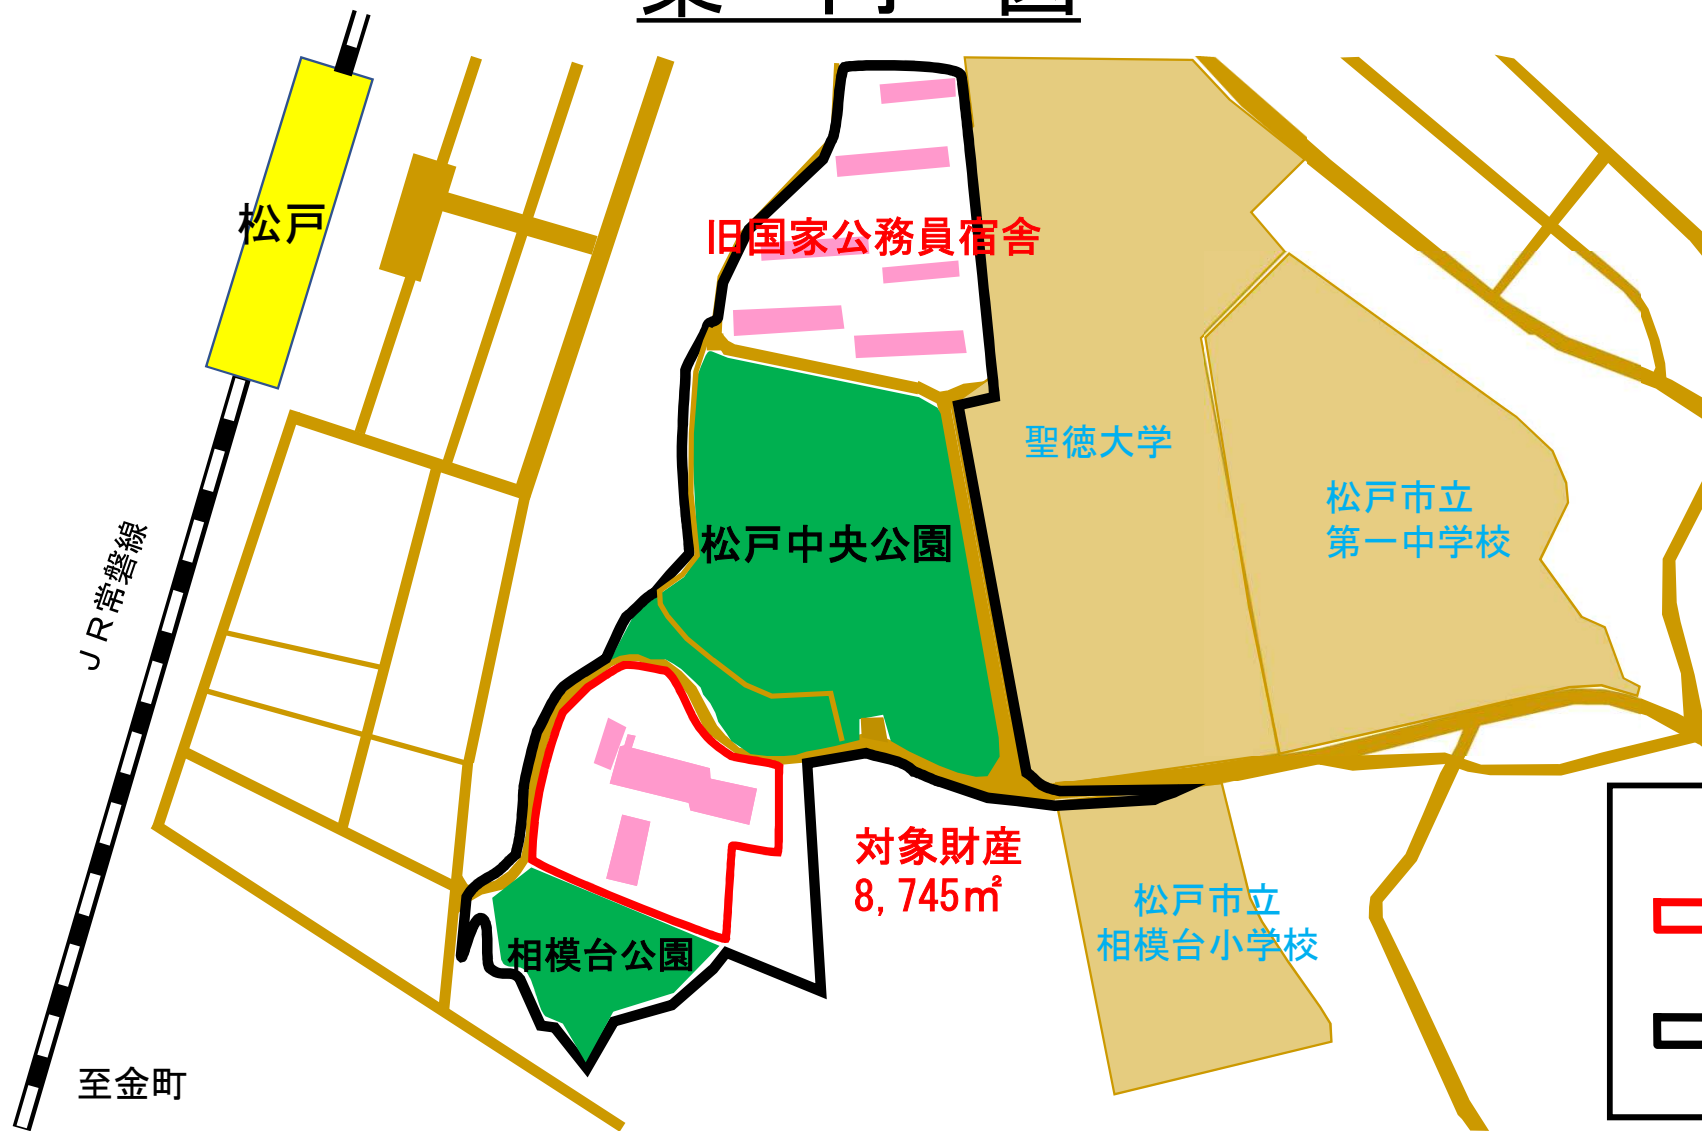 案内図
松戸
旧国家公務員宿舎
聖徳大学
松戸市立
第一中学校
松戸中央公園
ＪＲ常磐線
対象財産
8,745㎡
松戸市立
相模台小学校
相模台公園
至金町